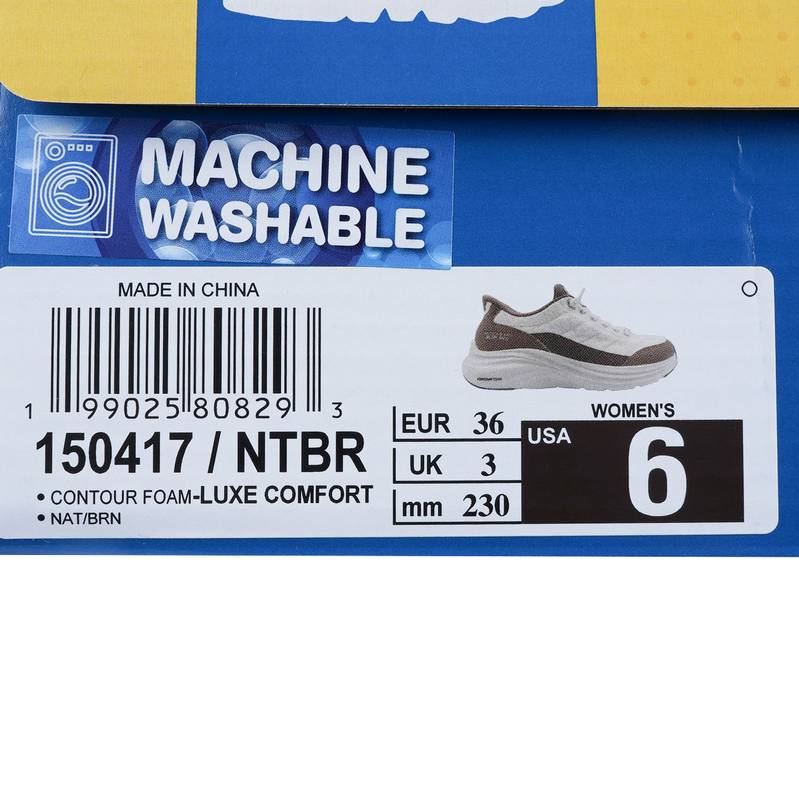 MACHINE
WASHABLE
MADE IN CHINA
1 99025 80829 3
150417 / NTBR
• CONTOUR FOAM-LUXE COMFORT
• NAT/BRN
EUR 36
UK 3
mm 230
WOMEN'S
USA 6